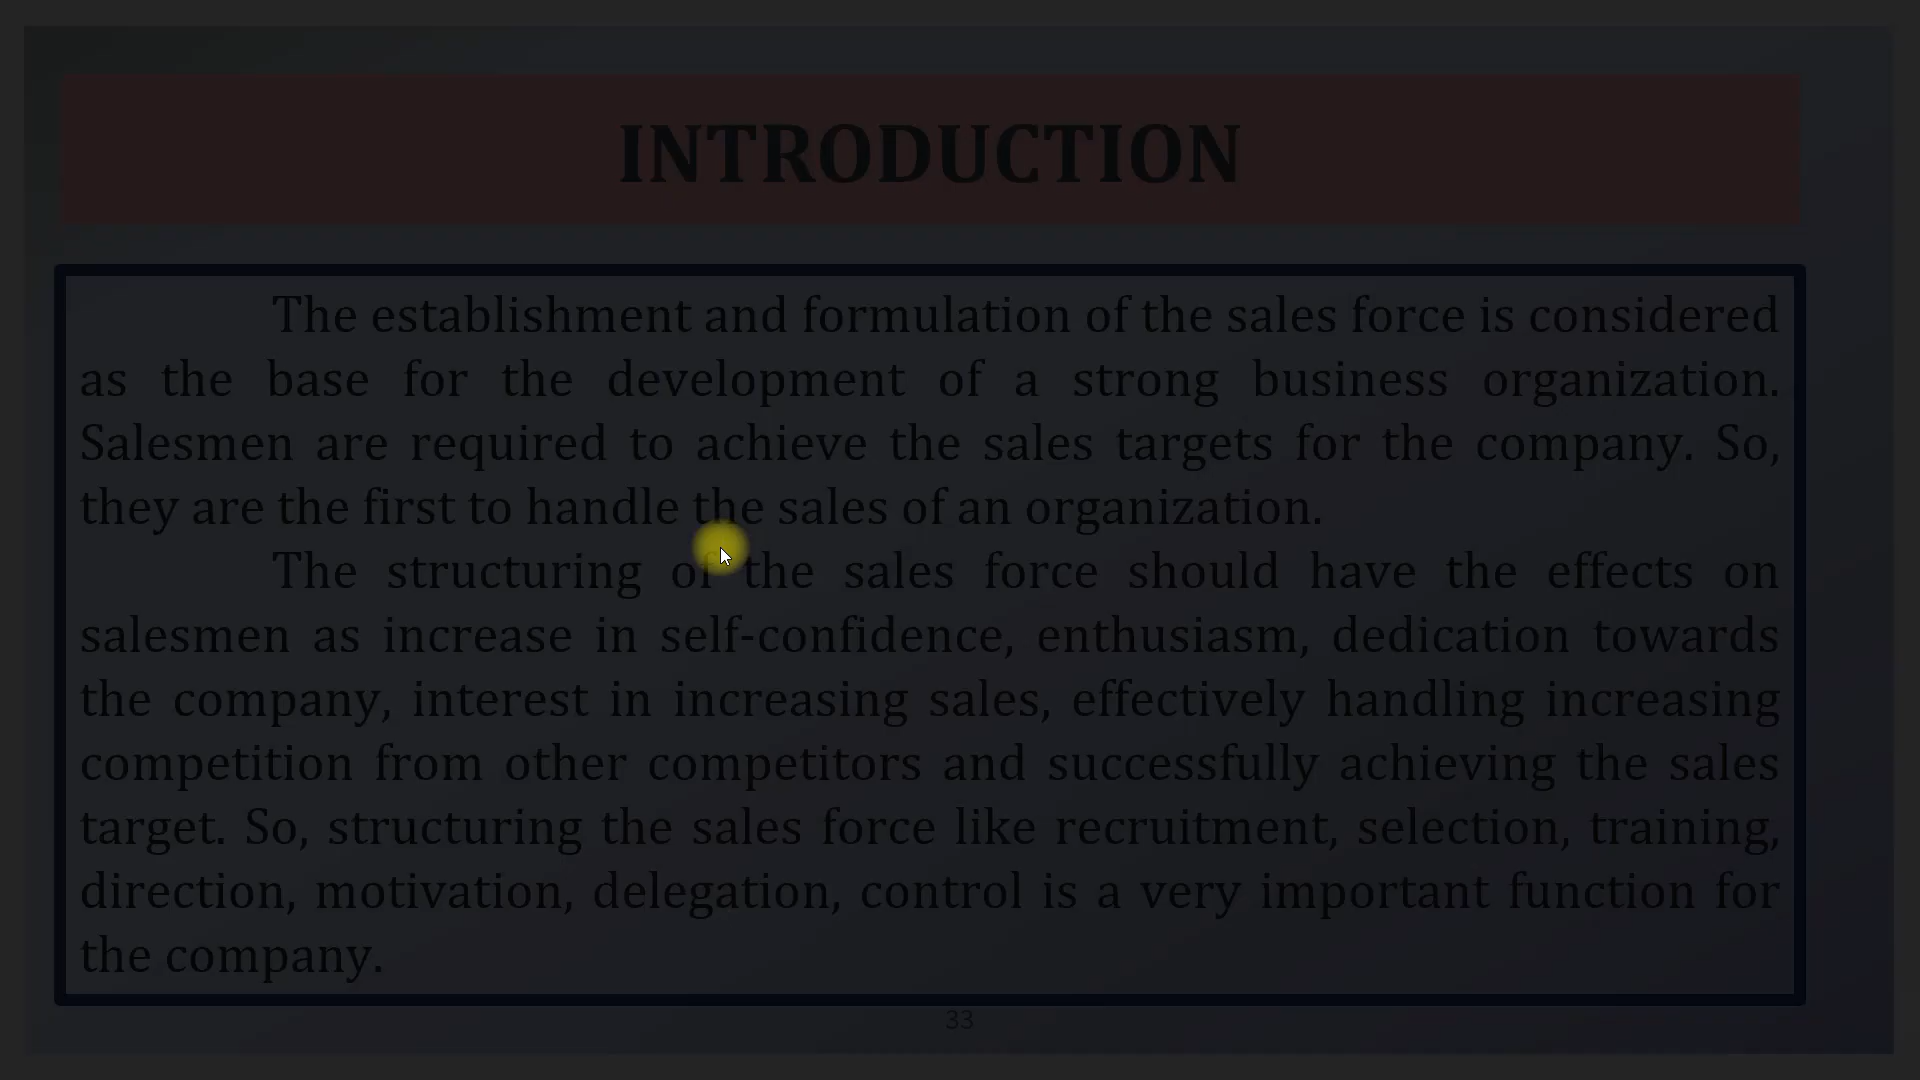 INTRODUCTION
The establishment and formulation of the sales force is considered
as the base for the development of a strong business organization.
Salesmen are required to achieve the sales targets for the company. So,
they are the first to handle the sales of an organization.
The structuring of the sales force should have the effects on
salesmen as increase in self-confidence, enthusiasm, dedication towards
the company, interest in increasing sales, effectively handling increasing
competition from other competitors and successfully achieving the sales
target. So, structuring the sales force like recruitment, selection, training,
direction, motivation, delegation, control is a very important function for
the company.
33